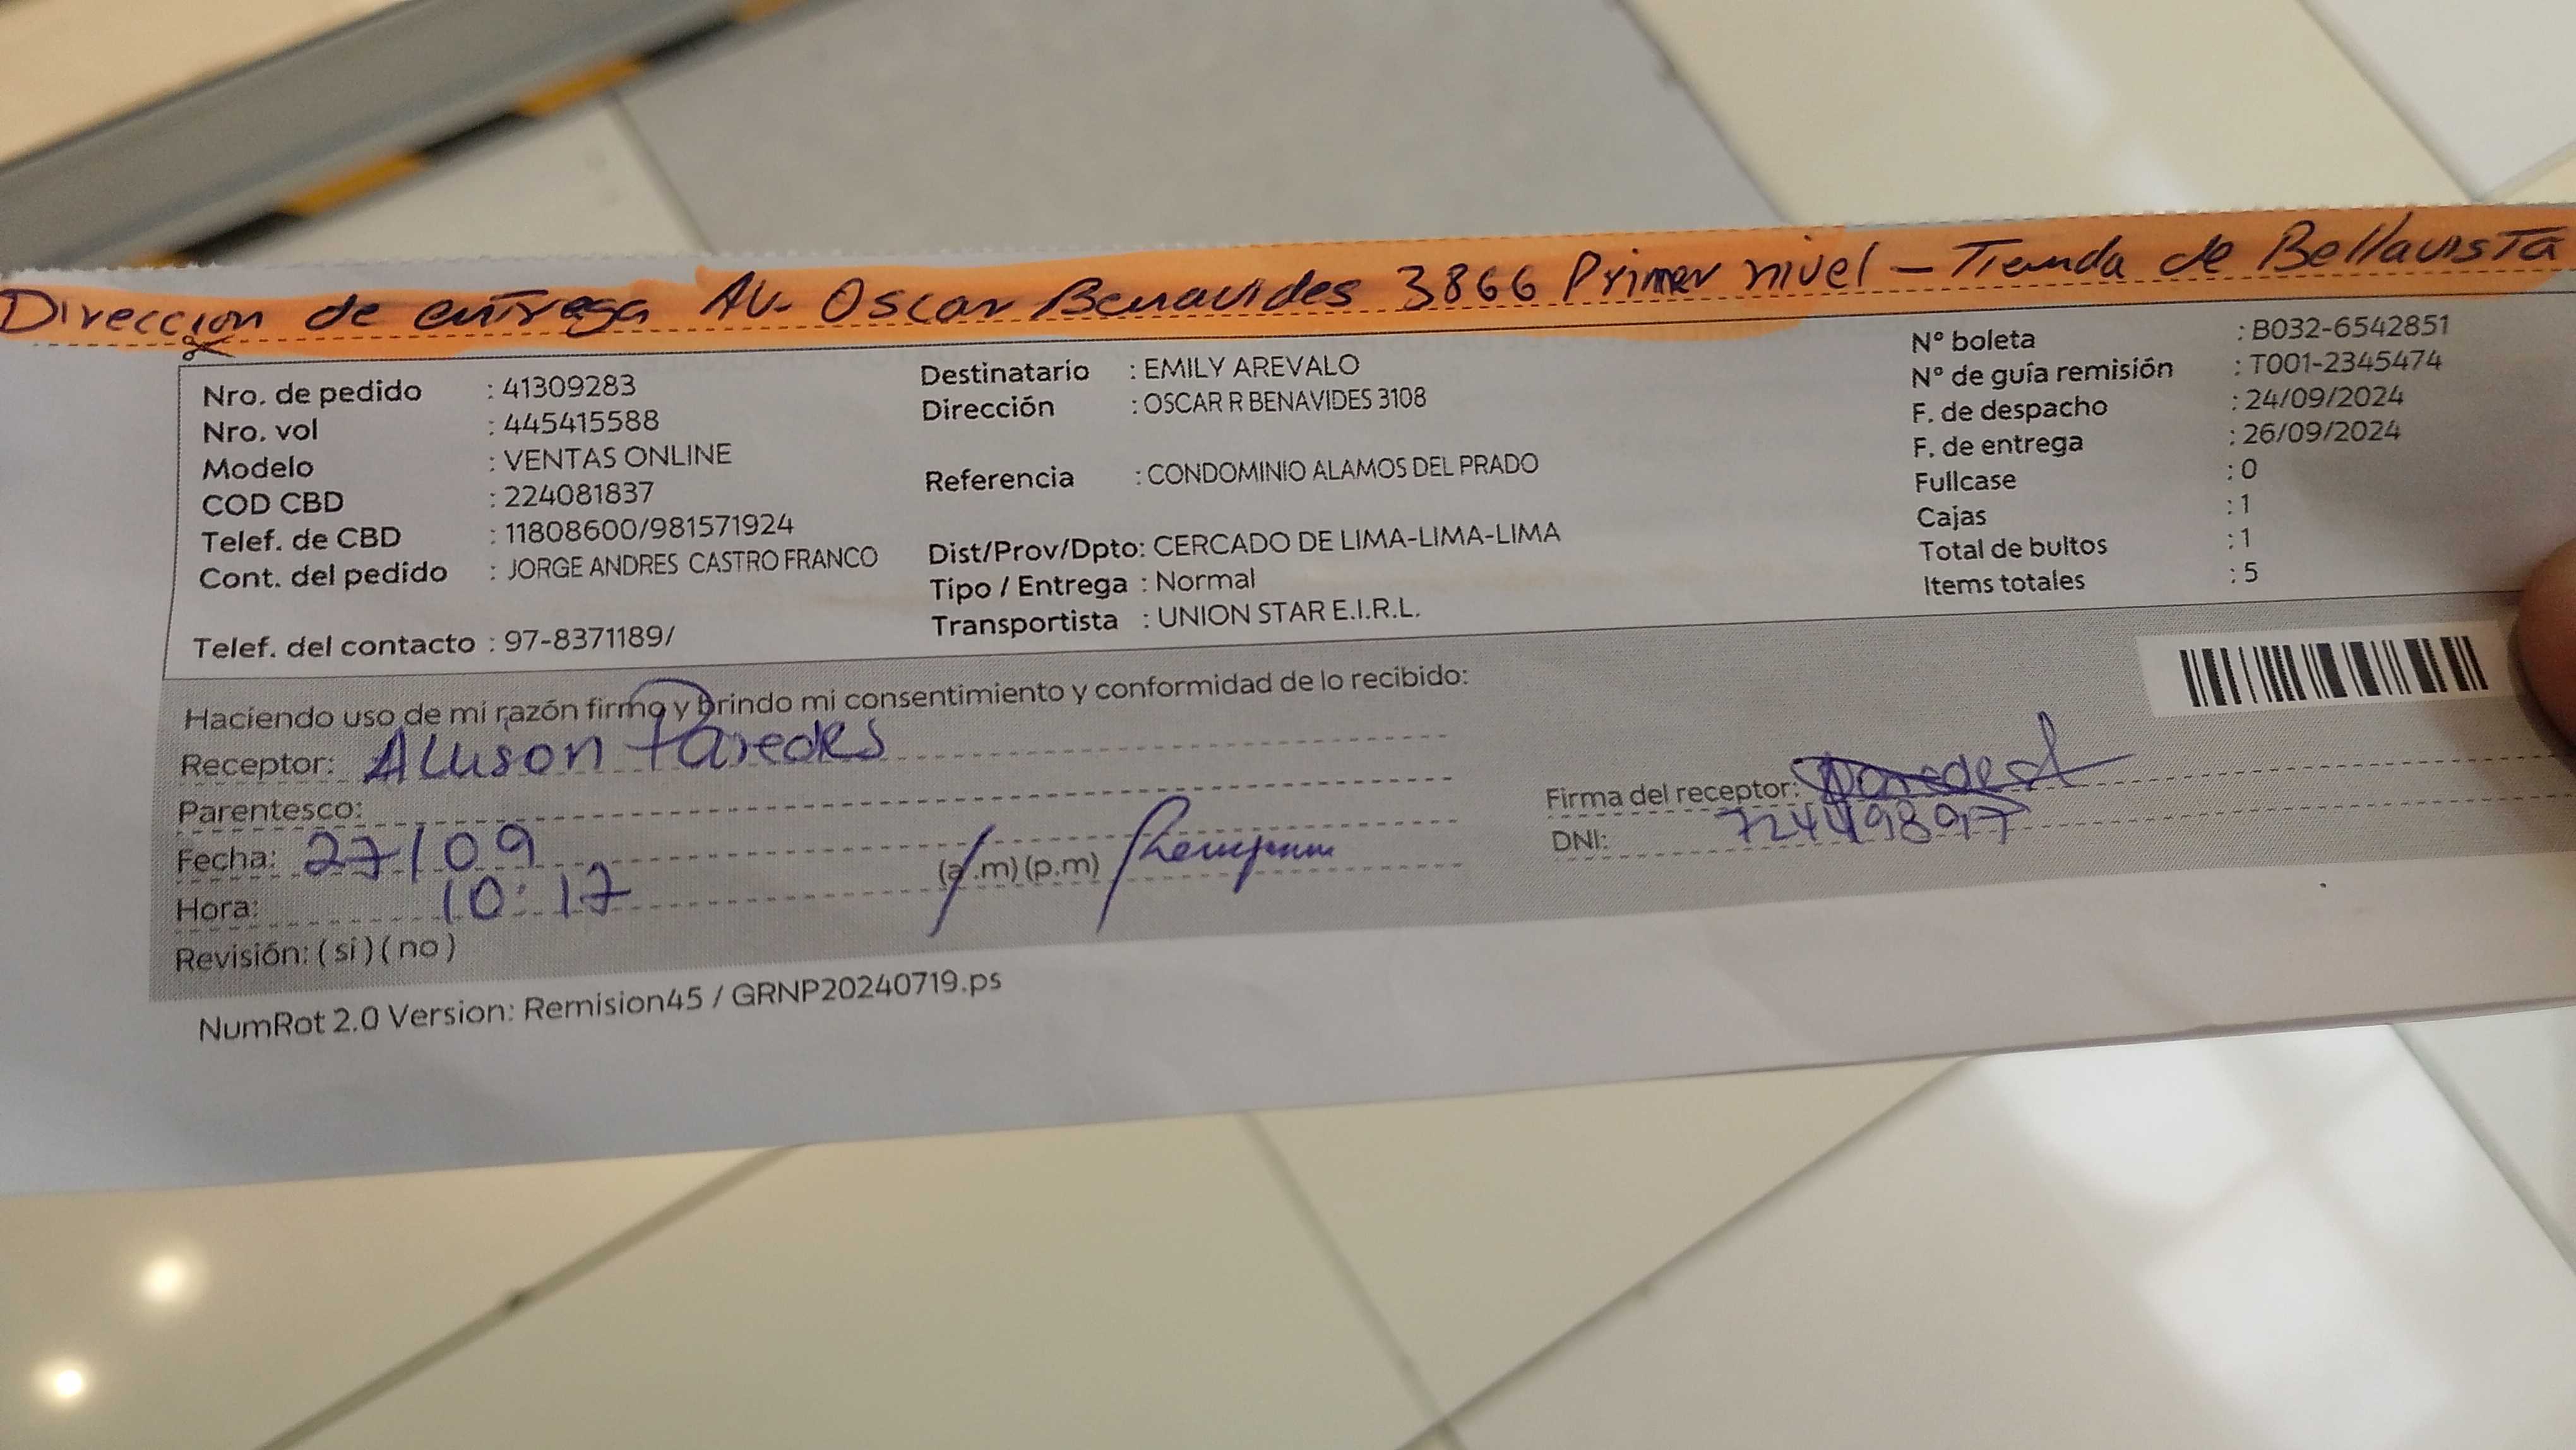 Direccion de entrega Av. Oscar Benavides 3866 Primer nivel - Tienda de Bellavista
Nro. de pedido : 41309283
Nro. vol : 445415588
Modelo : VENTAS ONLINE
COD CBD : 224081837
Telef. de CBD : 11808600/981571924
Cont. del pedido : JORGE ANDRES CASTRO FRANCO
Telef. del contacto : 97-8371189/
Destinatario : EMILY AREVALO
Dirección : OSCAR R BENAVIDES 3108
Referencia : CONDOMINIO ALAMOS DEL PRADO
Dist/Prov/Dpto: CERCADO DE LIMA-LIMA-LIMA
Tipo / Entrega : Normal
Transportista : UNION STAR E.I.R.L.
N° boleta : B032-6542851
N° de guía remisión : T001-2345474
F. de despacho : 24/09/2024
F. de entrega : 26/09/2024
Fullcase : 0
Cajas : 1
Total de bultos : 1
Items totales : 5
Haciendo uso de mi razón firmo y brindo mi consentimiento y conformidad de lo recibido:
Receptor: Allison Paredes
Parentesco:
Fecha: 27/09
Hora: 10:17 (a.m) (p.m)
Revisión: ( si ) ( no )
Firma del receptor:
DNI: 72449897
NumRot 2.0 Version: Remision45 / GRNP20240719.ps